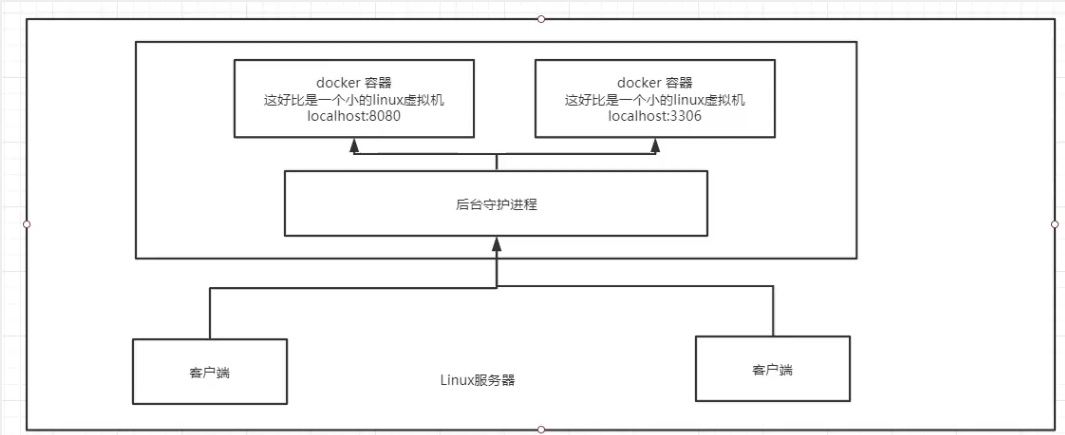 docker 容器
这好比是一个小的linux虚拟机
localhost:8080
docker 容器
这好比是一个小的linux虚拟机
localhost:3306
后台守护进程
客户端
Linux服务器
客户端